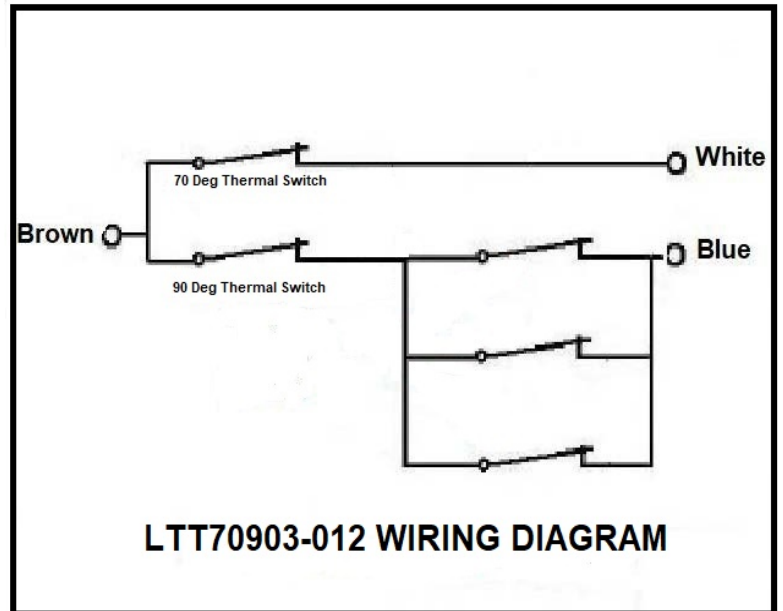 70 Deg Thermal Switch
White
Brown
90 Deg Thermal Switch
Blue
LTT70903-012 WIRING DIAGRAM